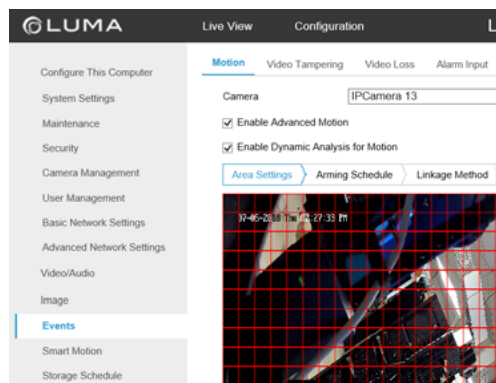 LUMA
Live View Configuration L
Motion Video Tampering Video Loss Alarm Input
Configure This Computer
Camera IPCamera 13
System Settings
Enable Advanced Motion
Maintenance
Enable Dynamic Analysis for Motion
Security
Area Settings Arming Schedule Linkage Method
Camera Management
User Management
Basic Network Settings
Advanced Network Settings
Video/Audio
Image
Events
Smart Motion
Storage Schedule